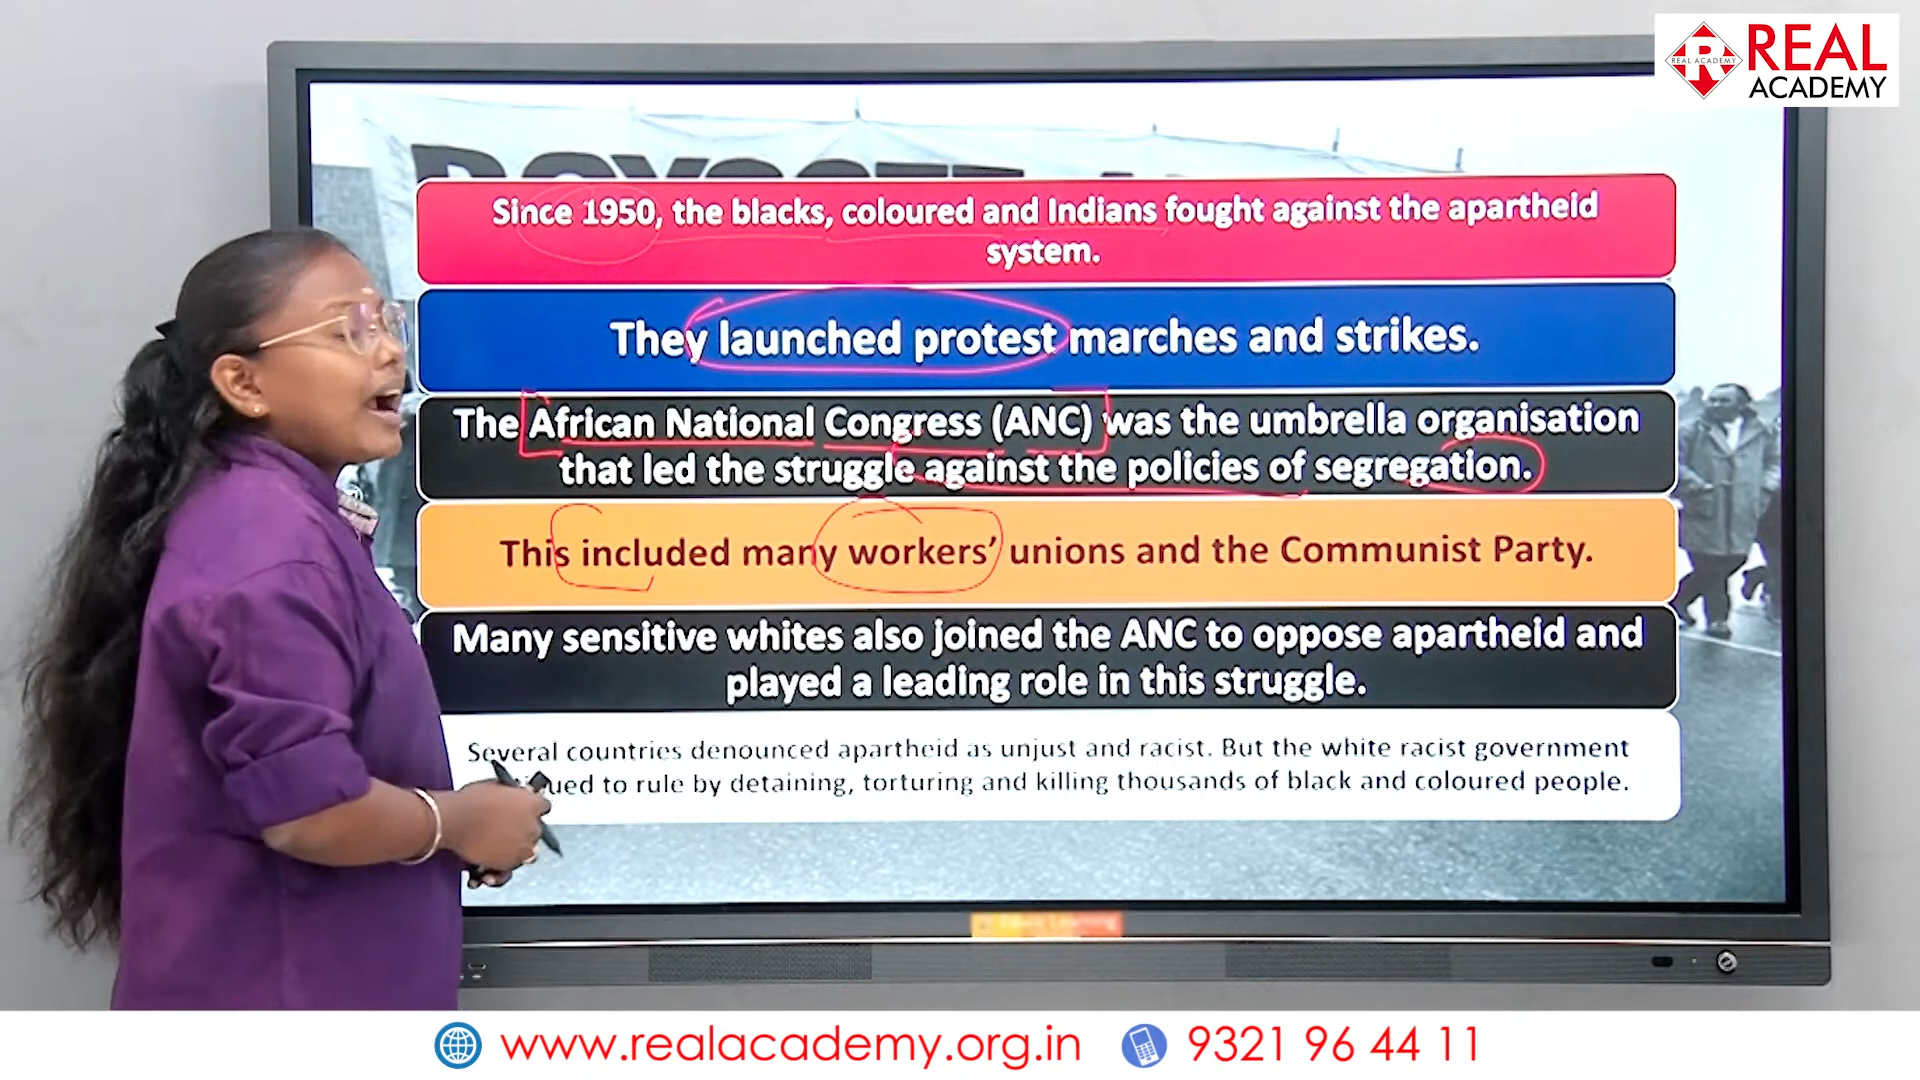 REAL
ACADEMY
REAL ACADEMY
Since 1950, the blacks, coloured and Indians fought against the apartheid
system.
They launched protest marches and strikes.
The African National Congress (ANC) was the umbrella organisation
that led the struggle against the policies of segregation.
This included many workers’ unions and the Communist Party.
Many sensitive whites also joined the ANC to oppose apartheid and
played a leading role in this struggle.
Several countries denounced apartheid as unjust and racist. But the white racist government
to rule by detaining, torturing and killing thousands of black and coloured people.
www.realacademy.org.in
9321 96 44 11